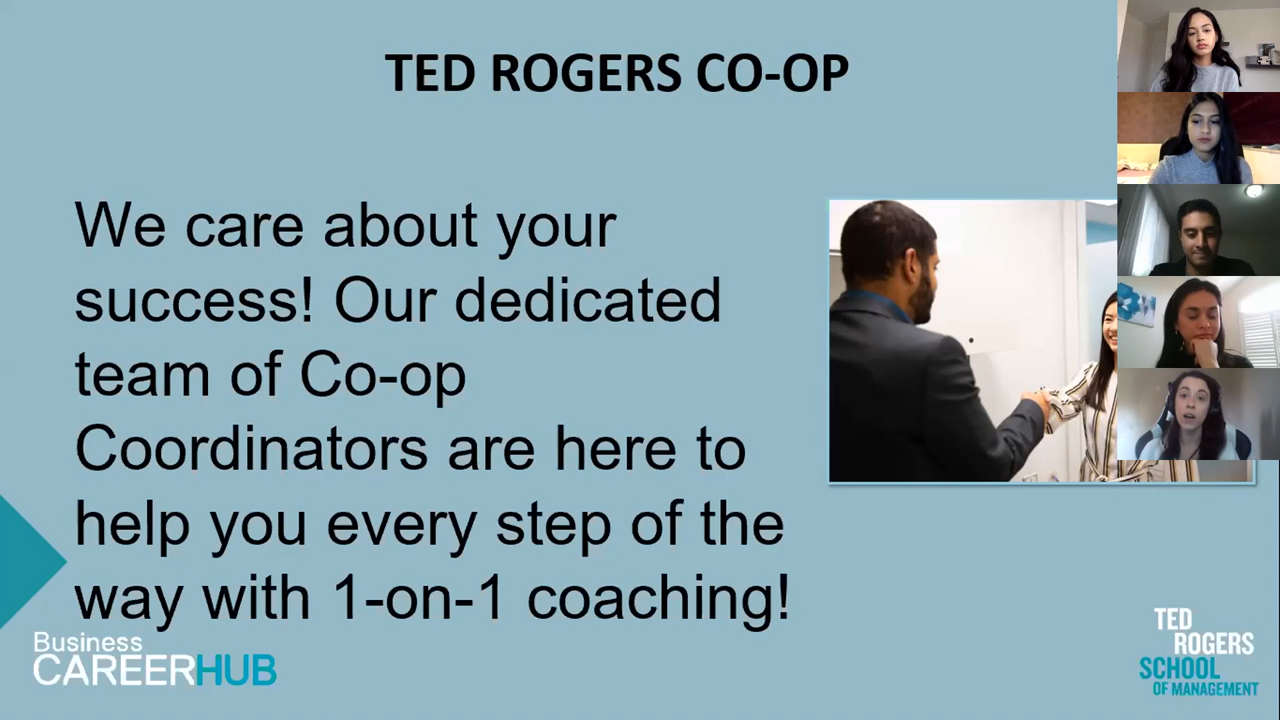 TED ROGERS CO-OP
We care about your
success! Our dedicated
team of Co-op
Coordinators are here to
help you every step of the
way with 1-on-1 coaching!
Business
CAREERHUB
TED
ROGERS
SCHOOL
OF MANAGEMENT